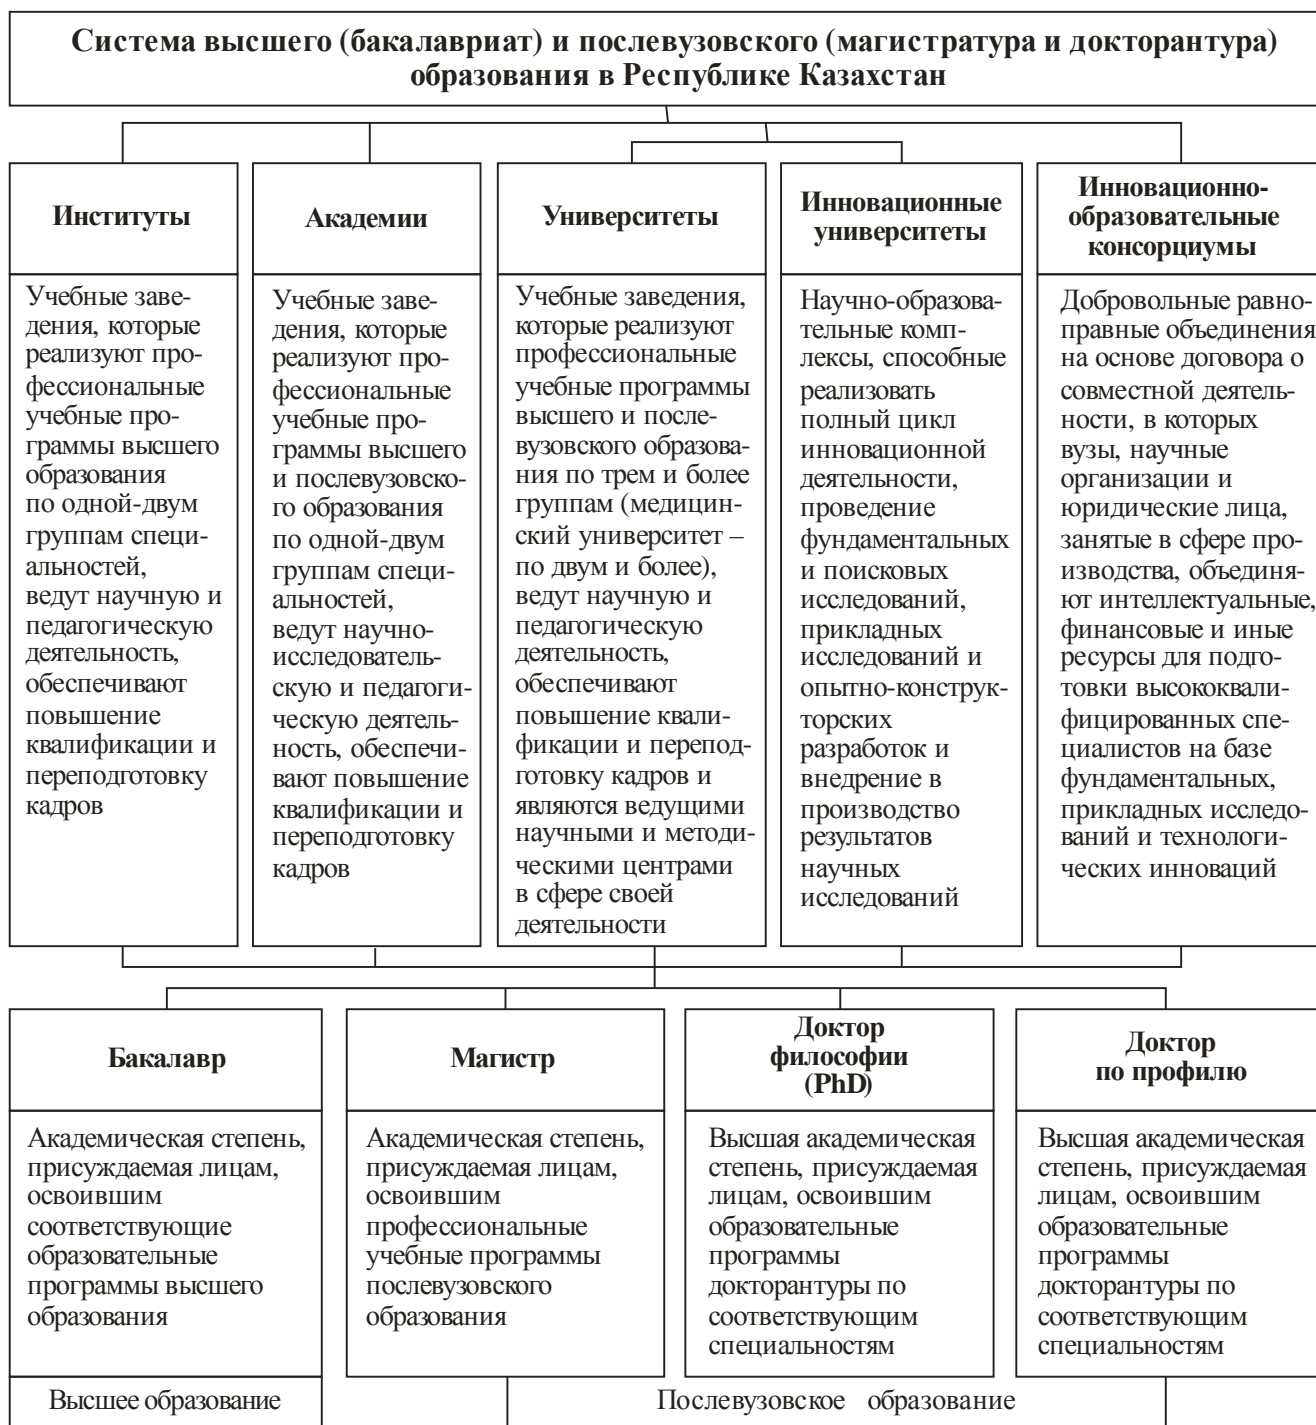 Система высшего (бакалавриат) и послевузовского (магистратура и докторантура)
образования в Республике Казахстан
Институты
Учебные заве-
дения, которые
реализуют про-
фессиональные
учебные про-
граммы высшего
образования
по одной-двум
группам специ-
альностей,
ведут научную и
педагогическую
деятельность,
обеспечивают
повышение
квалификации и
переподготовку
кадров
Академии
Учебные заве-
дения, которые
реализуют про-
фессиональные
учебные про-
граммы высшего
и послевузовско-
го образования
по одной-двум
группам специ-
альностей,
ведут научно-
исследователь-
скую и педагоги-
ческую деятель-
ность, обеспечи-
вают повышение
квалификации и
переподготовку
кадров
Университеты
Учебные заведения,
которые реализуют
профессиональные
учебные программы
высшего и после-
вузовского образова-
ния по трем и более
группам (медицин-
ский университет –
по двум и более),
ведут научную и
педагогическую
деятельность,
обеспечивают
повышение квали-
фикации и перепод-
готовку кадров и
являются ведущими
научными и методи-
ческими центрами
в сфере своей
деятельности
Инновационные
университеты
Научно-образова-
тельные комп-
лексы, способные
реализовать
полный цикл
инновационной
деятельности,
проведение
фундаментальных
и поисковых
исследований,
прикладных
исследований и
опытно-конструк-
торских
разработок и
внедрение в
производство
результатов
научных
исследований
Инновационно-
образовательные
консорциумы
Добровольные равно-
правные объединения
на основе договора о
совместной деятель-
ности, в которых
вузы, научные
организации и
юридические лица,
занятые в сфере про-
изводства, объединя-
ют интеллектуальные,
финансовые и иные
ресурсы для подго-
товки высококвали-
фицированных спе-
циалистов на базе
фундаментальных,
прикладных исследо-
ваний и технологи-
ческих инноваций
Бакалавр
Академическая степень,
присуждаемая лицам,
освоившим
соответствующие
образовательные
программы высшего
образования
Магистр
Академическая степень,
присуждаемая лицам,
освоившим
профессиональные
учебные программы
послевузовского
образования
Доктор
философии
(PhD)
Высшая академическая
степень, присуждаемая
лицам, освоившим
образовательные
программы
докторантуры по
соответствующим
специальностям
Доктор
по профилю
Высшая академическая
степень, присуждаемая
лицам, освоившим
образовательные
программы
докторантуры по
соответствующим
специальностям
Высшее образование
Послевузовское образование